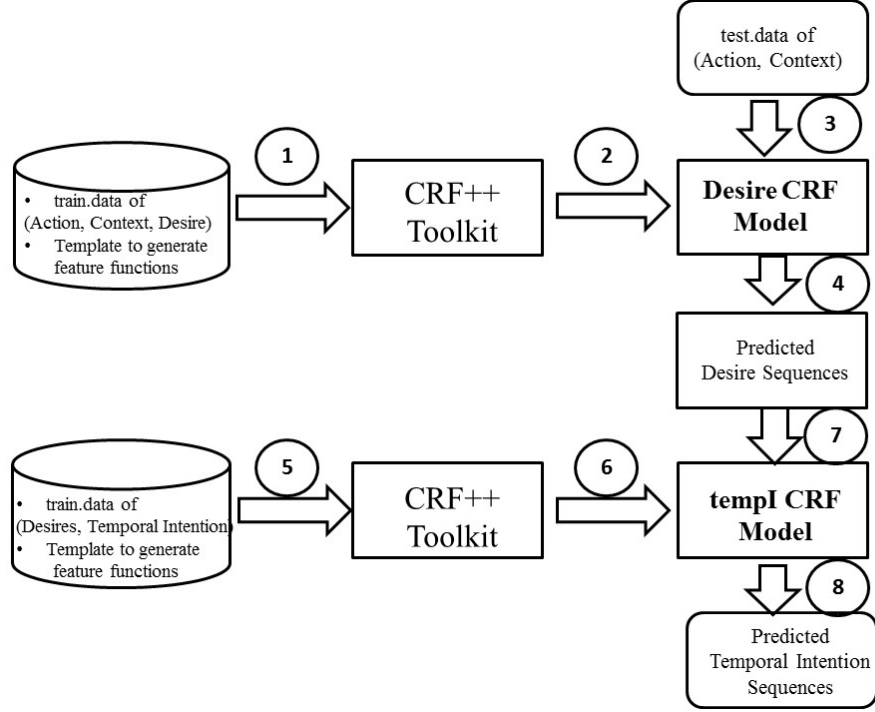 test.data of
(Action, Context)
3
1
2
• train.data of
(Action, Context, Desire)
• Template to generate
feature functions
CRF++
Toolkit
Desire CRF
Model
4
Predicted
Desire Sequences
7
5
6
• train.data of
(Desires, Temporal Intention)
• Template to generate
feature functions
CRF++
Toolkit
tempI CRF
Model
8
Predicted
Temporal Intention
Sequences